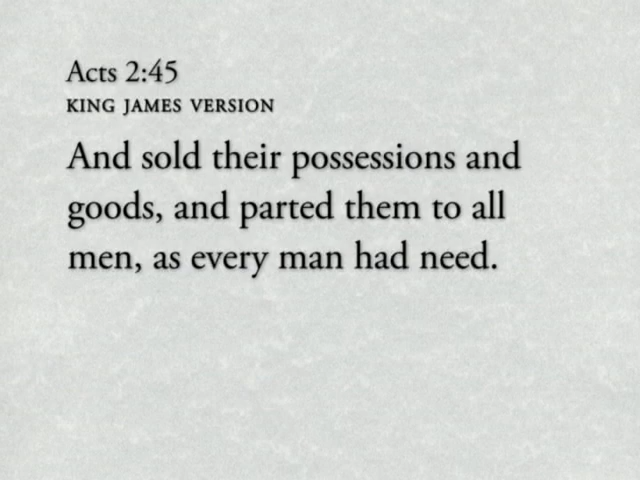 Acts 2:45
KING JAMES VERSION
And sold their possessions and
goods, and parted them to all
men, as every man had need.